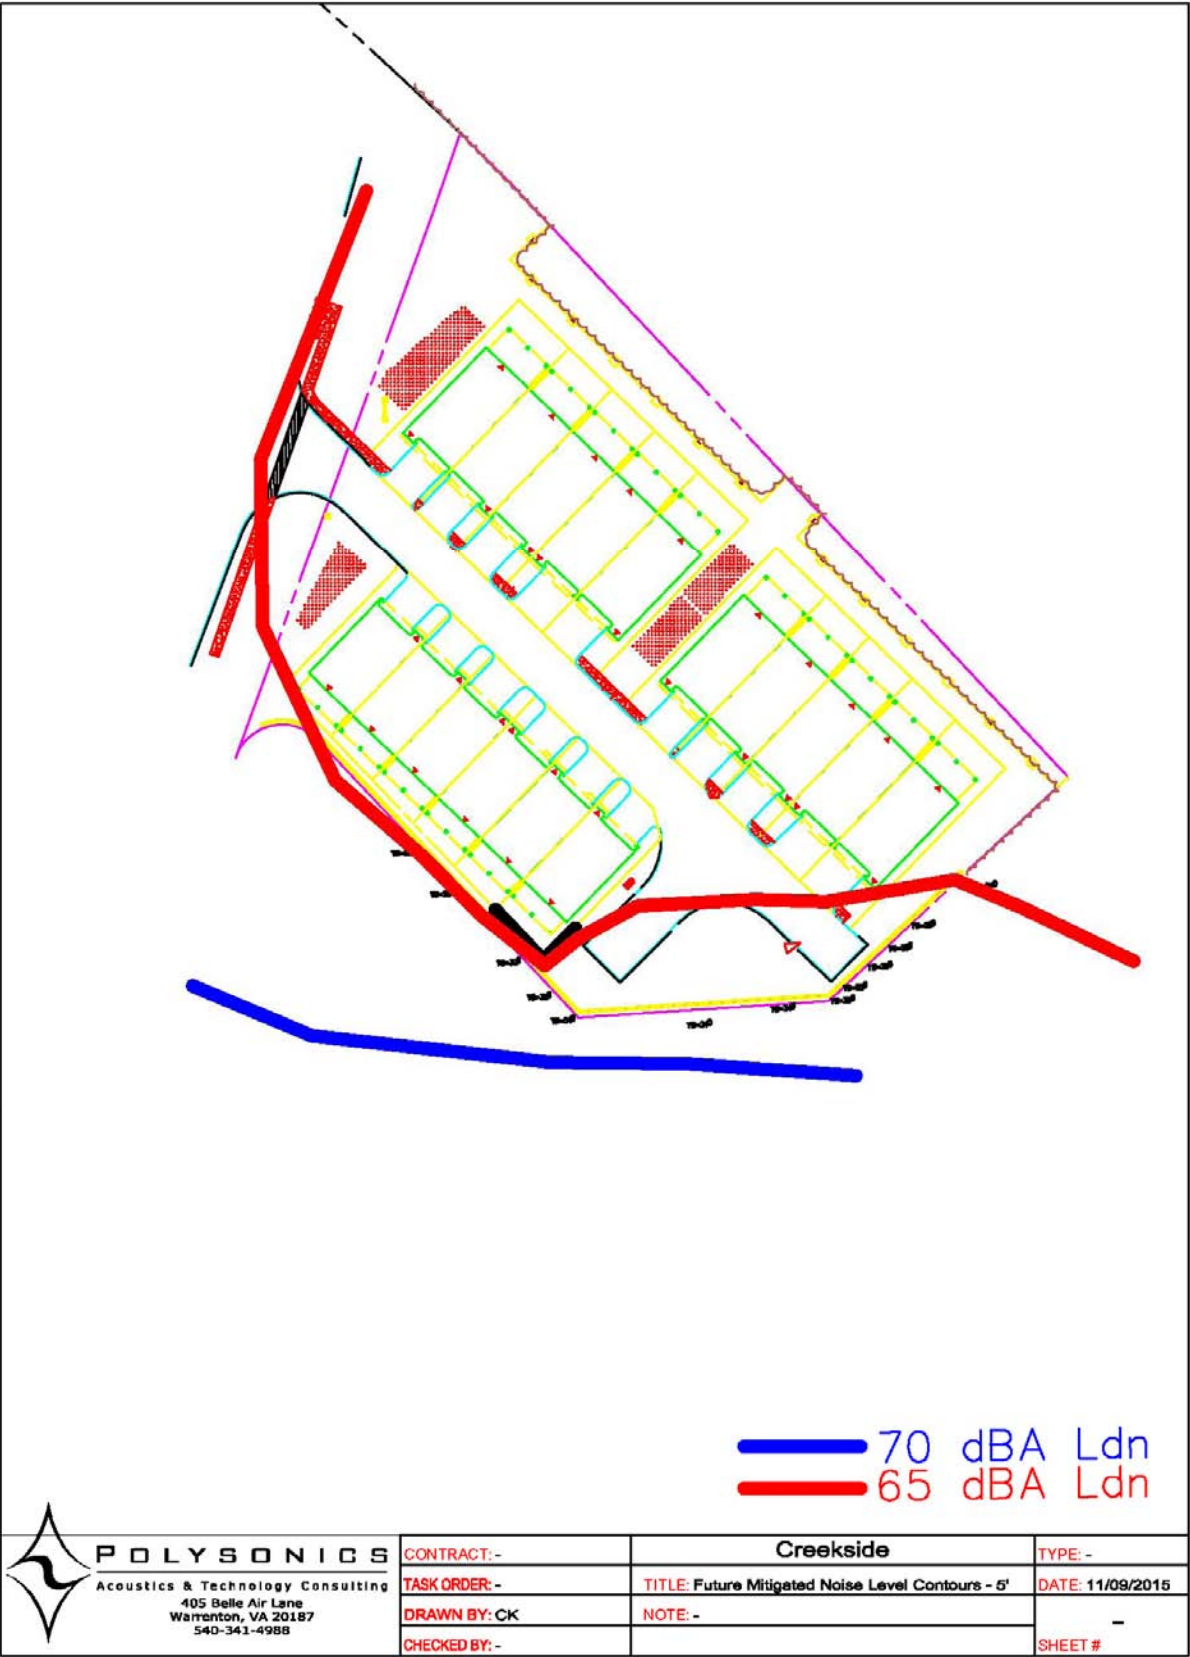 70 dBA Ldn
65 dBA Ldn
POLYSONICS
Acoustics & Technology Consulting
405 Belle Air Lane
Warrenton, VA 20187
540-341-4988
CONTRACT: -
TASK ORDER: -
DRAWN BY: CK
CHECKED BY: -
Creekside
TITLE: Future Mitigated Noise Level Contours - 5'
NOTE: -
TYPE: -
DATE: 11/09/2015
-
SHEET #